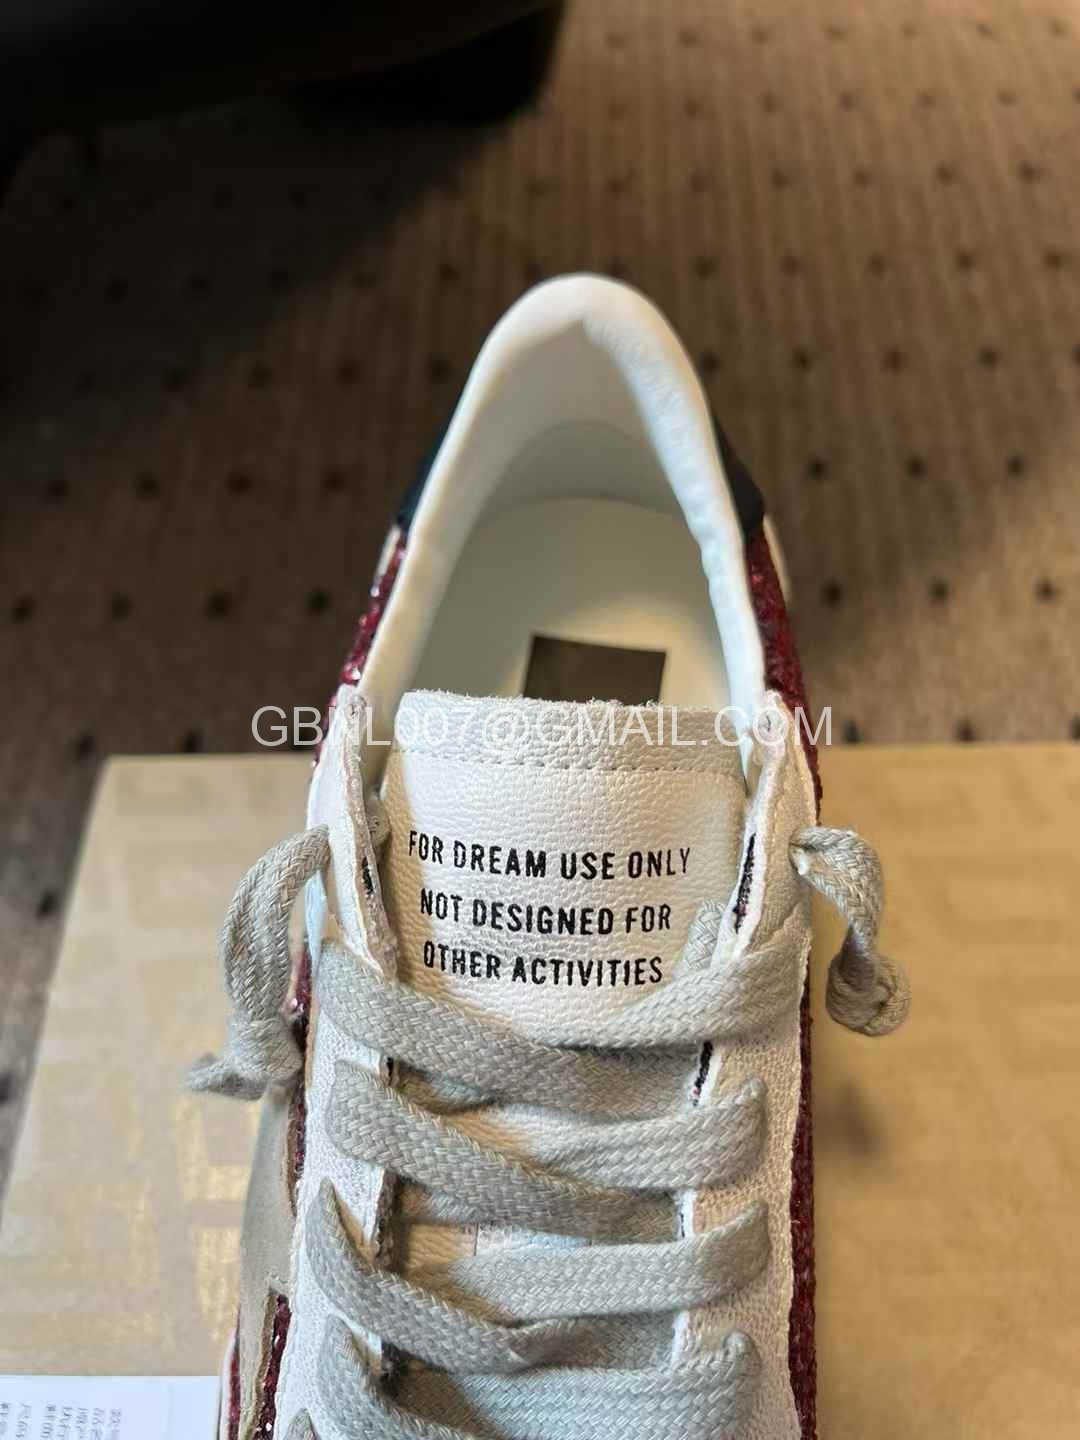 GBNL007@GMAIL.COM
FOR DREAM USE ONLY
NOT DESIGNED FOR
OTHER ACTIVITIES